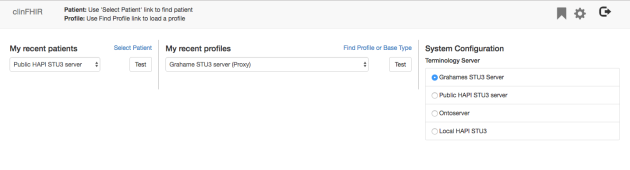 clinFHIR
Patient: Use 'Select Patient' link to find patient
Profile: Use Find Profile link to load a profile
My recent patients
Select Patient
Public HAPI STU3 server
Test
My recent profiles
Find Profile or Base Type
Grahame STU3 server (Proxy)
Test
System Configuration
Terminology Server
Grahames STU3 Server
Public HAPI STU3 server
Ontoserver
Local HAPI STU3